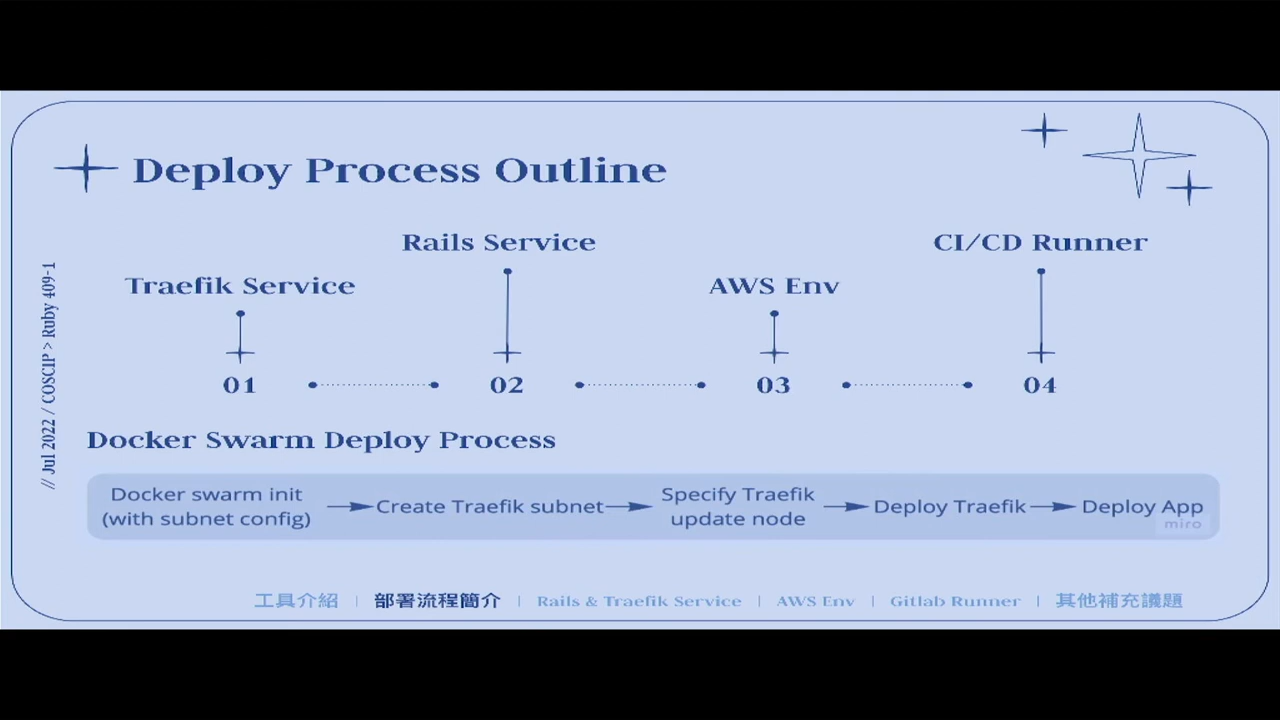 Deploy Process Outline
Rails Service
CI/CD Runner
Traefik Service
AWS Env
01
02
03
04
// Jul 2022 / COSCIP > Ruby 409-1
Docker Swarm Deploy Process
Docker swarm init
(with subnet config)
Create Traefik subnet
Specify Traefik
update node
Deploy Traefik
Deploy App
miro
工具介紹 | 部署流程簡介 | Rails & Traefik Service | AWS Env | Gitlab Runner | 其他補充議題